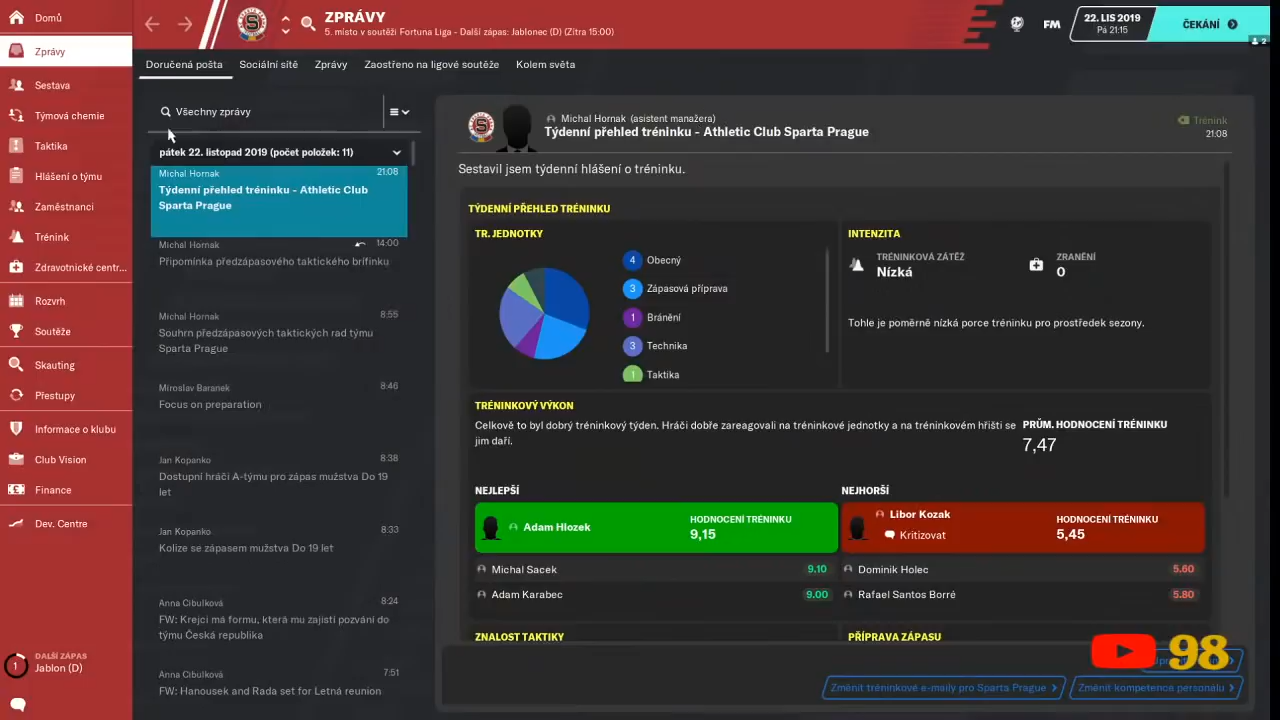 Domů
Zprávy
Sestava
Týmová chemie
Taktika
Hlášení o týmu
Zaměstnanci
Trénink
Zdravotnické centr...
Rozvrh
Soutěže
Skauting
Přestupy
Informace o klubu
Club Vision
Finance
Dev. Centre
DALŠÍ ZÁPAS
1
Jablon (D)
ZPRÁVY
5. místo v soutěži Fortuna Liga - Další zápas: Jablonec (D) (Zítra 15:00)
FM
22. LIS 2019
Pá 21:15
ČEKÁNÍ
2
Doručená pošta
Sociální sítě
Zprávy
Zaostřeno na ligové soutěže
Kolem světa
Všechny zprávy
pátek 22. listopad 2019 (počet položek: 11)
Michal Hornak
21:08
Týdenní přehled tréninku - Athletic Club
Sparta Prague
Michal Hornak
14:00
Připomínka předzápasového taktického brífinku
Michal Hornak
8:55
Souhrn předzápasových taktických rad týmu
Sparta Prague
Miroslav Baranek
8:46
Focus on preparation
Jan Kopanko
8:38
Dostupní hráči A-týmu pro zápas mužstva Do 19
let
Jan Kopanko
8:33
Kolize se zápasem mužstva Do 19 let
Anna Cibulková
8:24
FW: Krejci má formu, která mu zajistí pozvání do
týmu Česká republika
Anna Cibulková
7:51
FW: Hanousek and Rada set for Letná reunion
Michal Hornak (asistent manažera)
Týdenní přehled tréninku - Athletic Club Sparta Prague
Trénink
21:08
Sestavil jsem týdenní hlášení o tréninku.
TÝDENNÍ PŘEHLED TRÉNINKU
TR. JEDNOTKY
4 Obecný
3 Zápasová příprava
1 Bránění
3 Technika
1 Taktika
INTENZITA
TRÉNINKOVÁ ZÁTĚŽ
Nízká
ZRANĚNÍ
0
Tohle je poměrně nízká porce tréninku pro prostředek sezony.
TRÉNINKOVÝ VÝKON
Celkově to byl dobrý tréninkový týden. Hráči dobře zareagovali na tréninkové jednotky a na tréninkovém hřišti se
jim daří.
PRŮM. HODNOCENÍ TRÉNINKU
7,47
NEJLEPŠÍ
Adam Hlozek
HODNOCENÍ TRÉNINKU
9,15
Michal Sacek
9.10
Adam Karabec
9.00
NEJHORŠÍ
Libor Kozak
Kritizovat
HODNOCENÍ TRÉNINKU
5,45
Dominik Holec
5.60
Rafael Santos Borré
5.80
ZNALOST TAKTIKY
PŘÍPRAVA ZÁPASU
98
Změnit tréninkové e-maily pro Sparta Prague
Změnit kompetence personálu